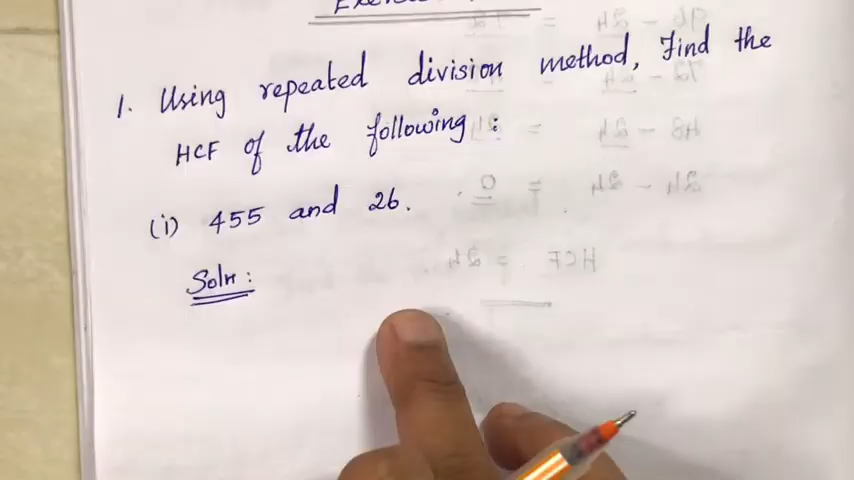 1. Using repeated division method, Find the
HCF of the following :
(i) 455 and 26.
Soln :